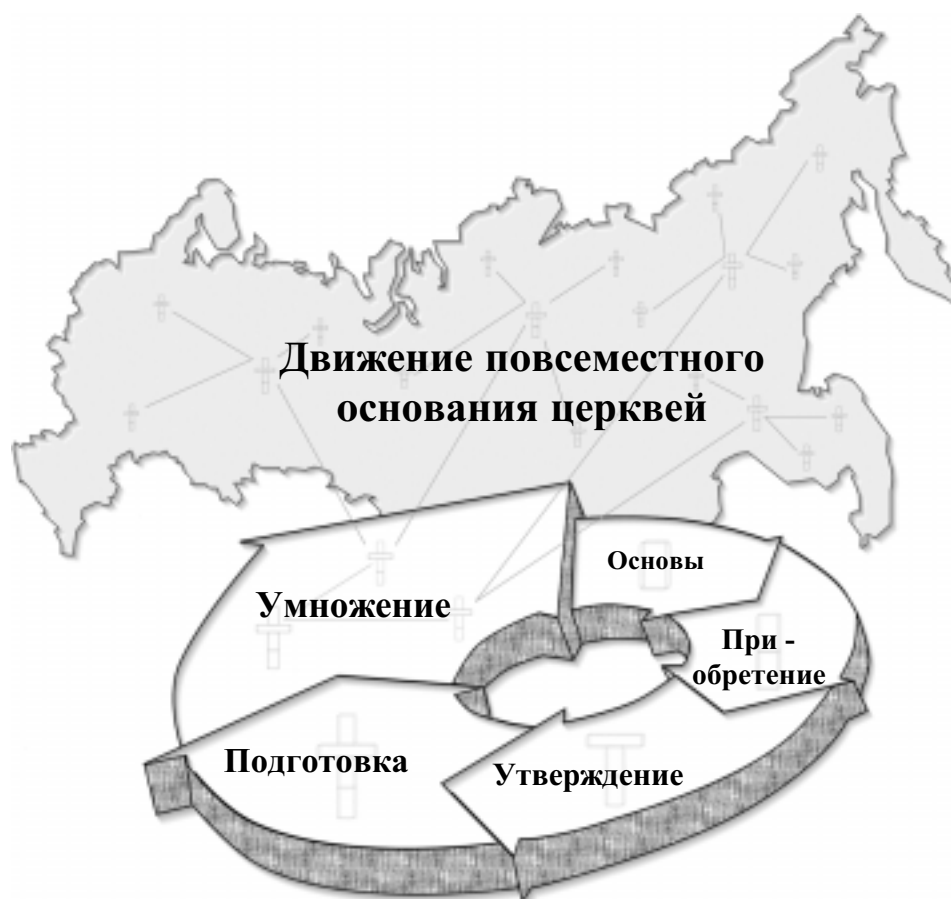 Движение повсеместного
основания церквей
Основы
Умножение
При -
обретение
Подготовка
Утверждение